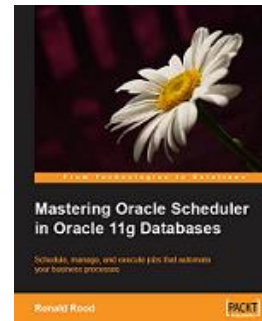 From Technologies to Solutions
Mastering Oracle Scheduler
in Oracle 11g Databases
Schedule, manage, and execute jobs that automate
your business processes
Ronald Rood
PACKT